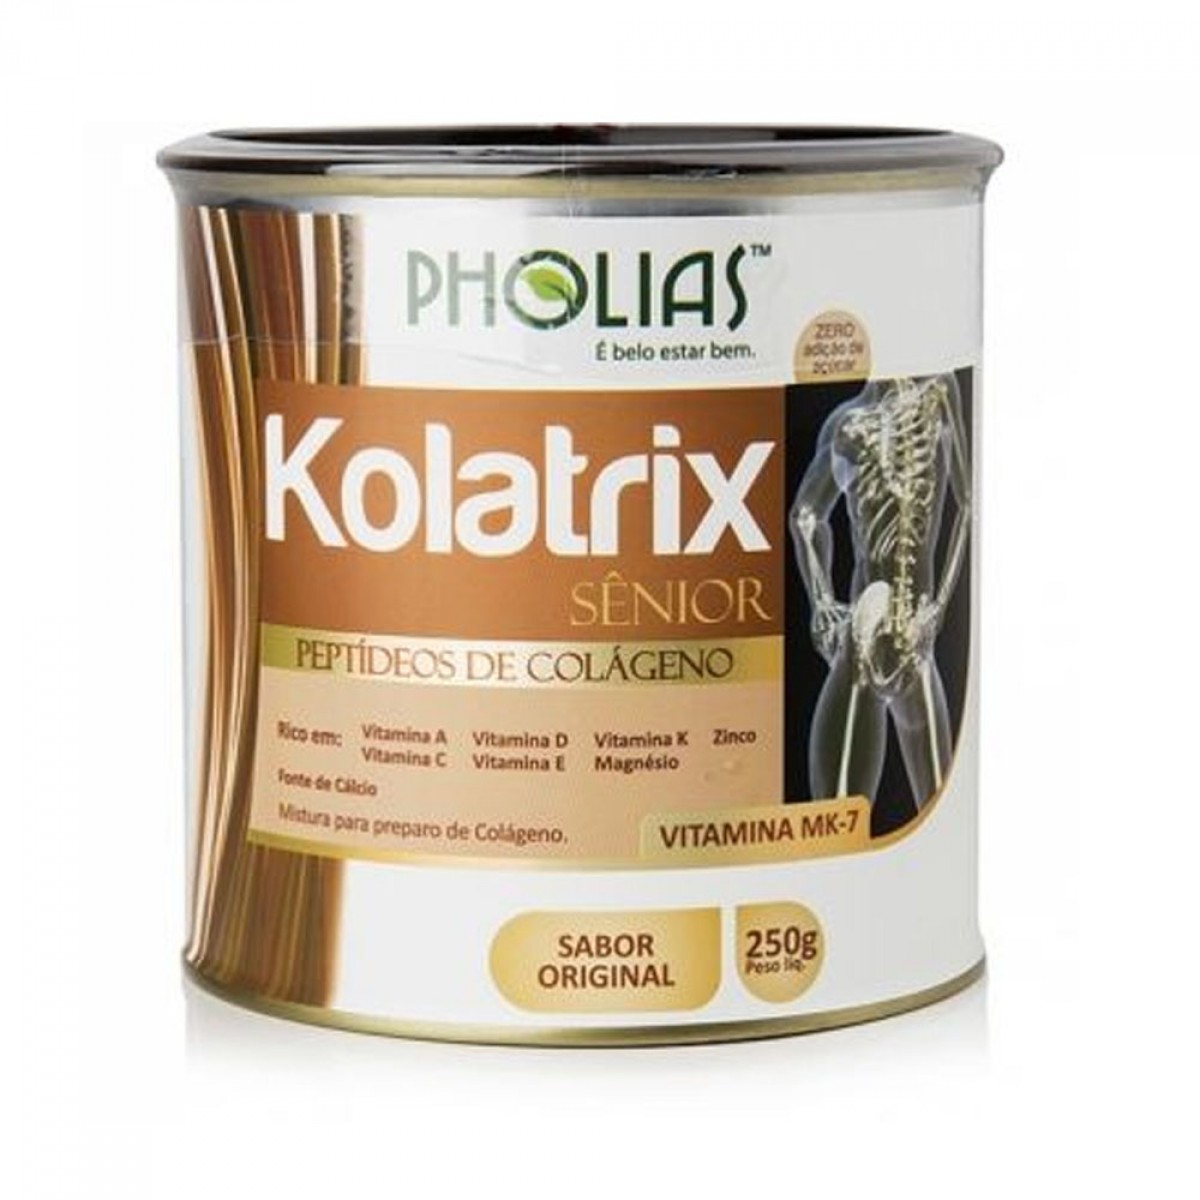 PHOLIAS™
É belo estar bem.
ZERO
adição de
açúcar
Kolatrix
SÊNIOR
PEPTÍDEOS DE COLÁGENO
Rico em: Vitamina A Vitamina D Vitamina K Zinco
Vitamina C Vitamina E Magnésio
Fonte de Cálcio
Mistura para preparo de Colágeno.
VITAMINA MK-7
SABOR
ORIGINAL
250g
Peso líq.